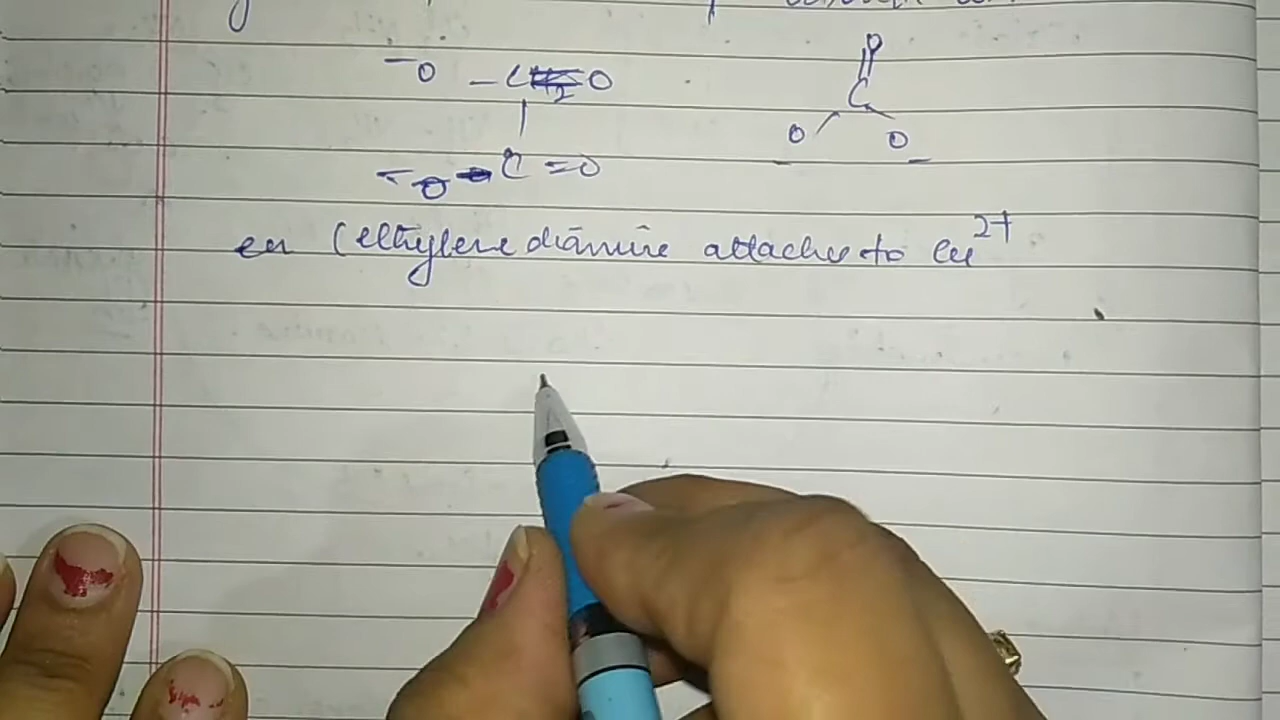 O
‾O – C O
C
O O
‾O – C = O
en (ethylene diamine attaches to Cu2+